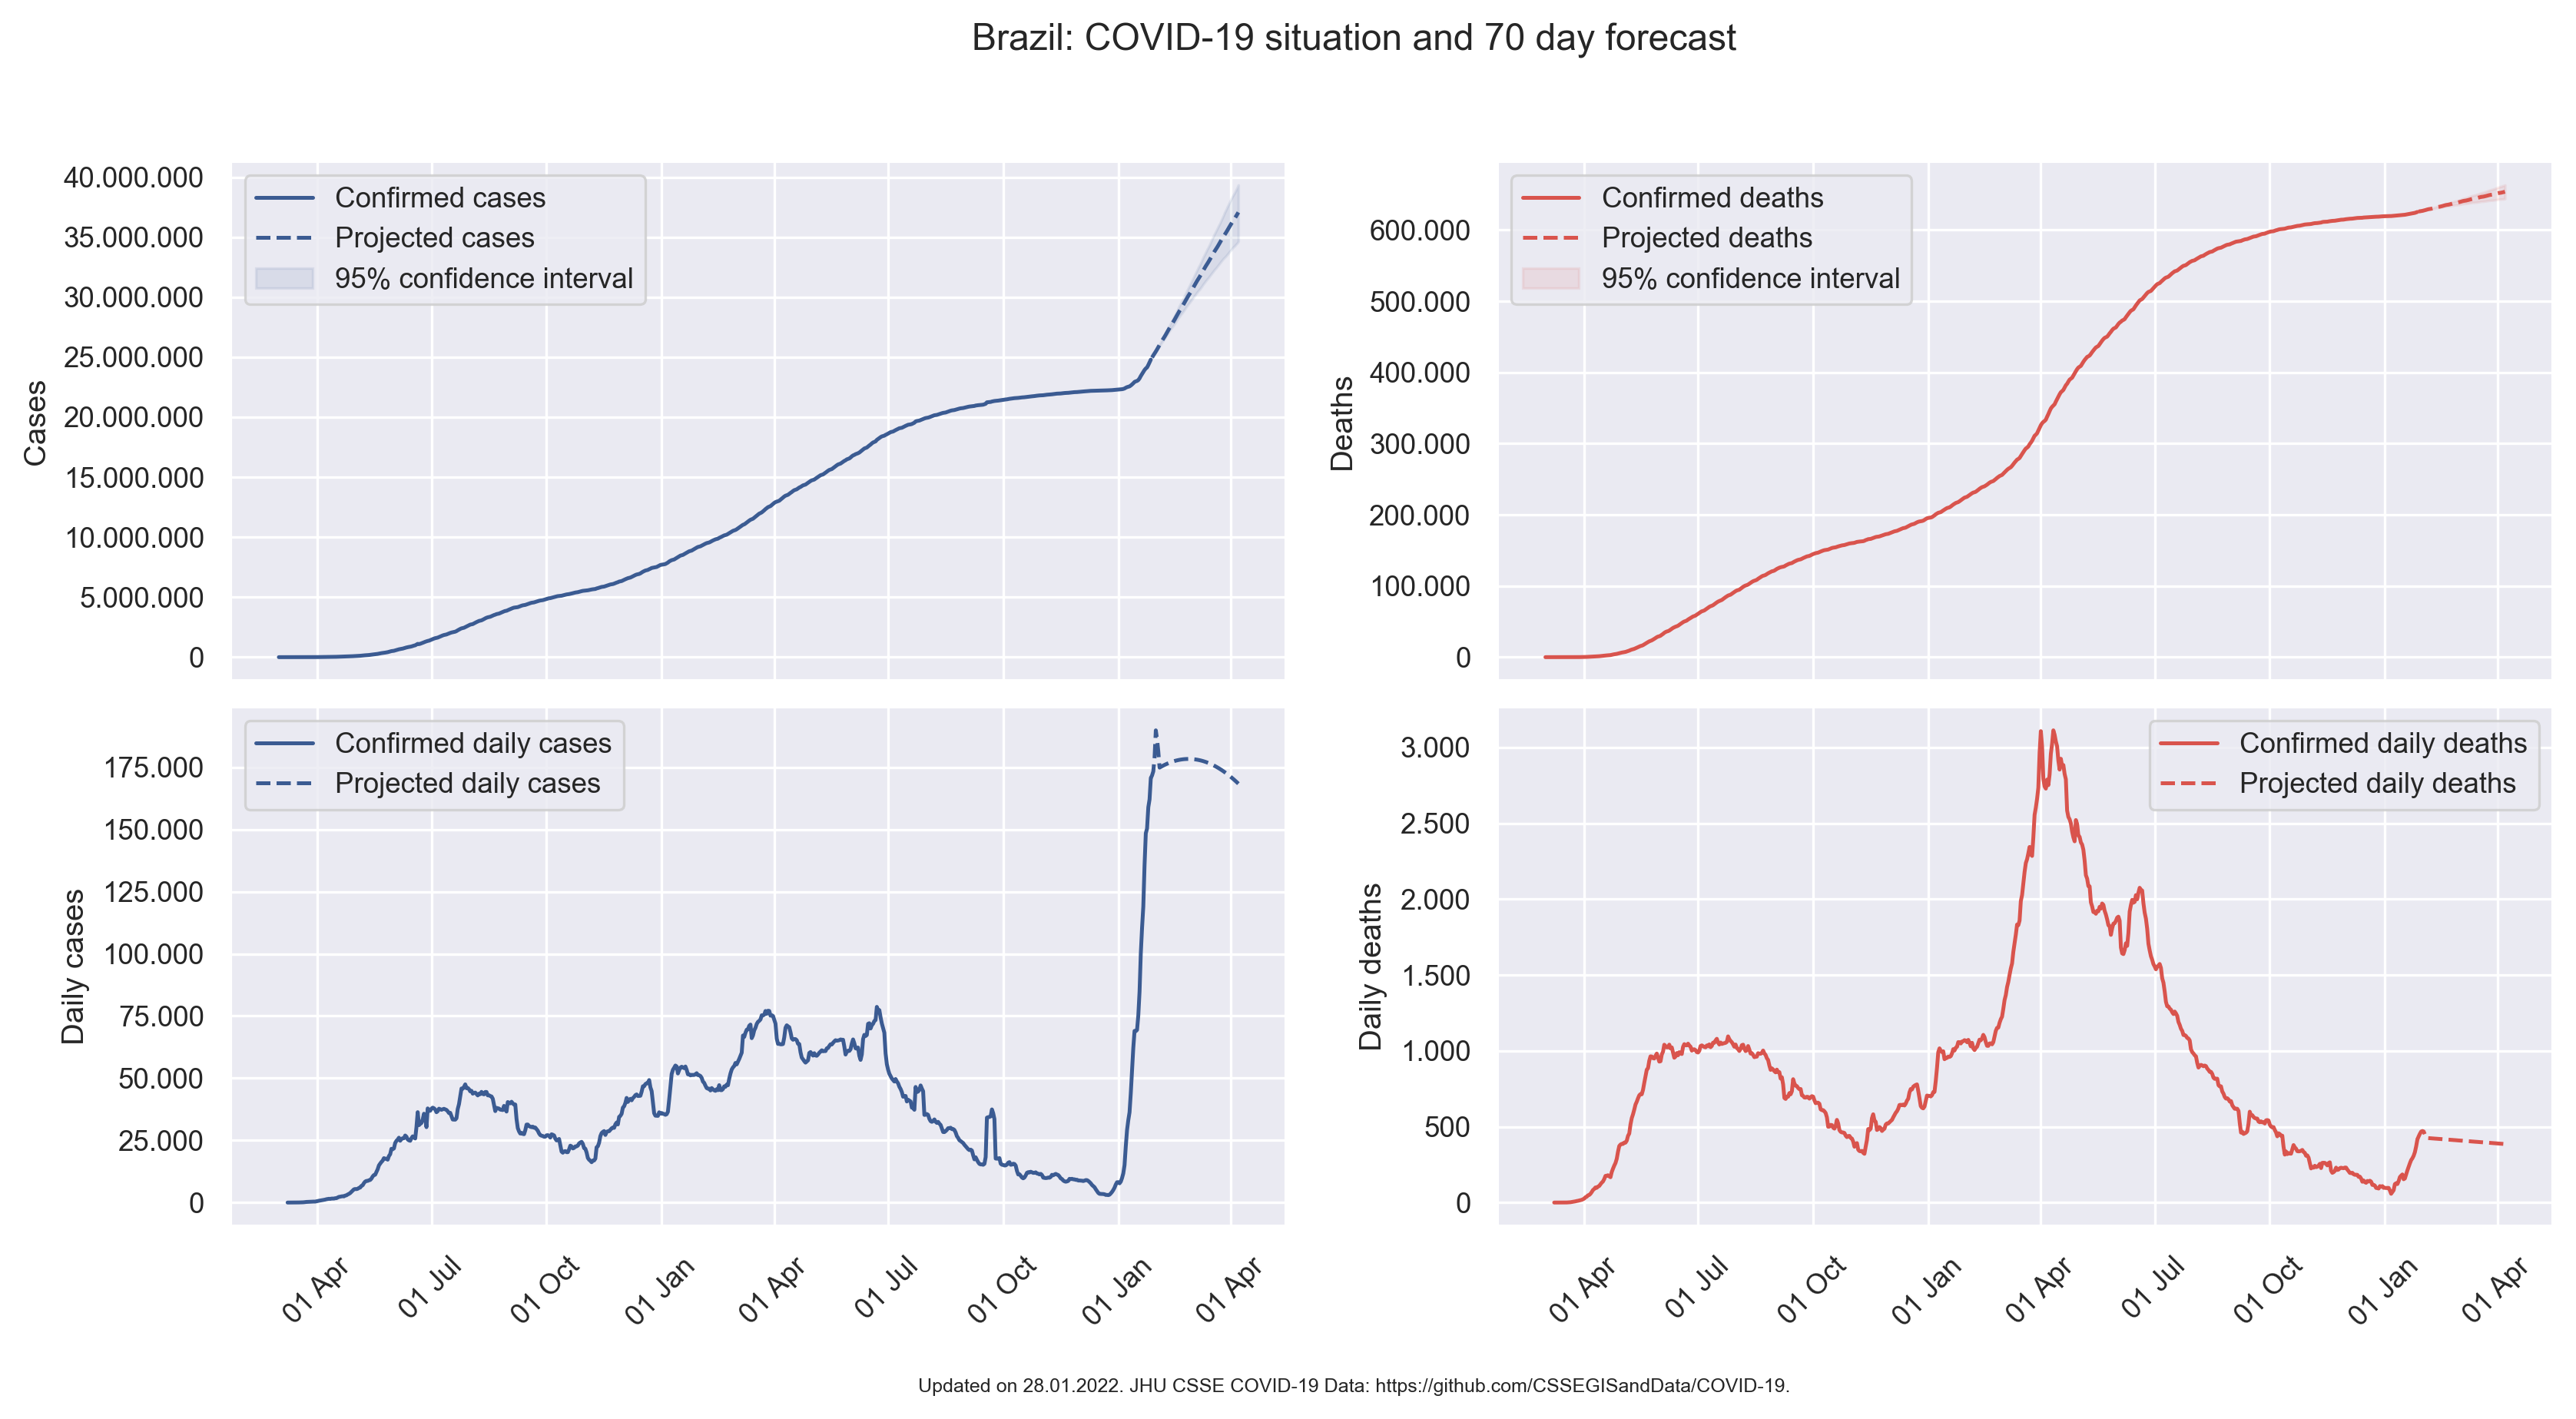 Brazil: COVID-19 situation and 70 day forecast
40.000.000
35.000.000
30.000.000
25.000.000
20.000.000
15.000.000
10.000.000
5.000.000
0
Cases
Confirmed cases
Projected cases
95% confidence interval
600.000
500.000
400.000
300.000
200.000
100.000
0
Deaths
Confirmed deaths
Projected deaths
95% confidence interval
175.000
150.000
125.000
100.000
75.000
50.000
25.000
0
Daily cases
Confirmed daily cases
Projected daily cases
01 Apr
01 Jul
01 Oct
01 Jan
01 Apr
01 Jul
01 Oct
01 Jan
01 Apr
3.000
2.500
2.000
1.500
1.000
500
0
Daily deaths
Confirmed daily deaths
Projected daily deaths
01 Apr
01 Jul
01 Oct
01 Jan
01 Apr
01 Jul
01 Oct
01 Jan
01 Apr
Updated on 28.01.2022. JHU CSSE COVID-19 Data: https://github.com/CSSEGISandData/COVID-19.